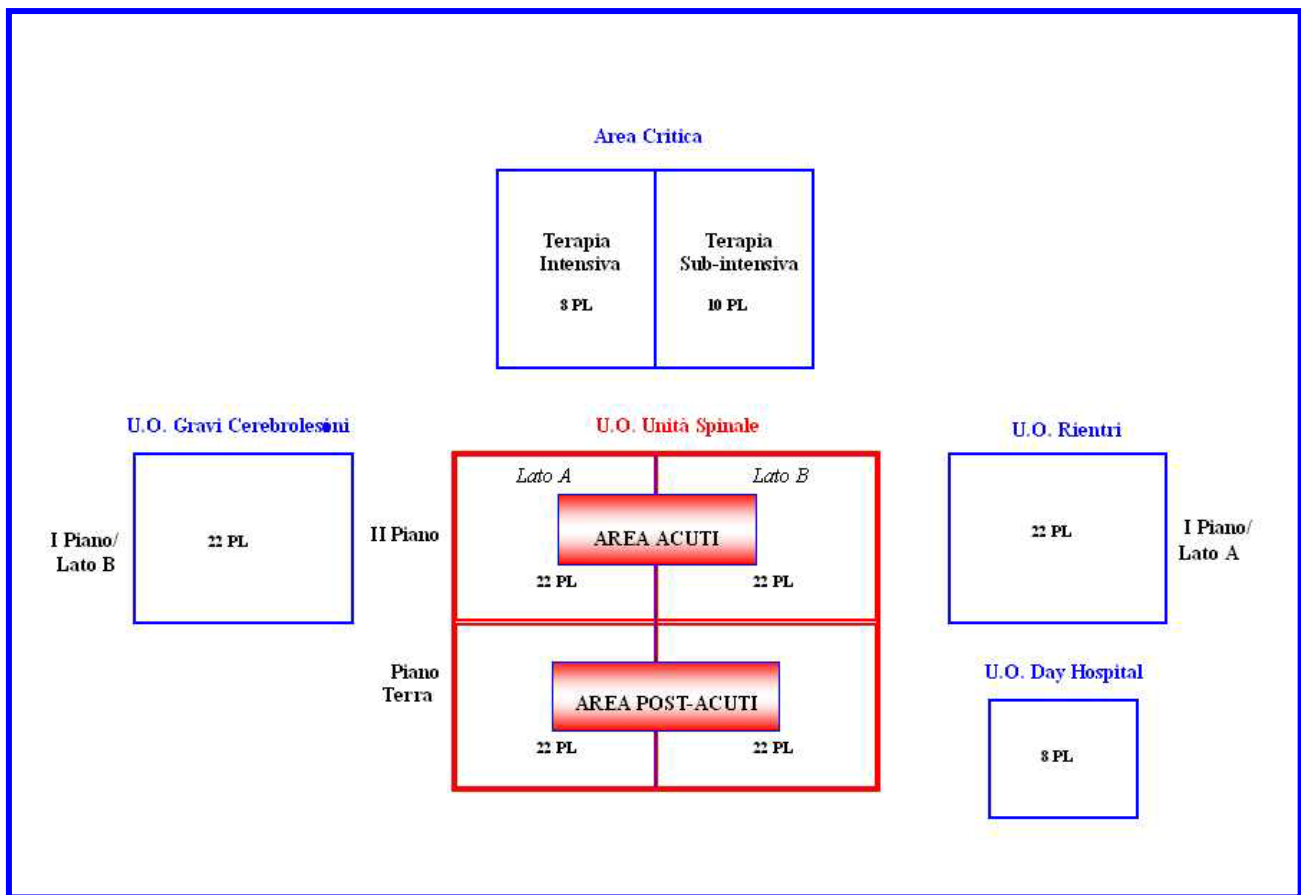 Area Critica
Terapia
Intensiva
8 PL
Terapia
Sub-intensiva
10 PL
U.O. Gravi Cerebrolesioni
I Piano/
Lato B
22 PL
U.O. Unità Spinale
II Piano
Lato A
Lato B
AREA ACUTI
22 PL
22 PL
Piano
Terra
AREA POST-ACUTI
22 PL
22 PL
U.O. Rientri
22 PL
I Piano/
Lato A
U.O. Day Hospital
8 PL